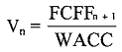 Vₙ = FCFFₙ ₊ ₁ / WACC